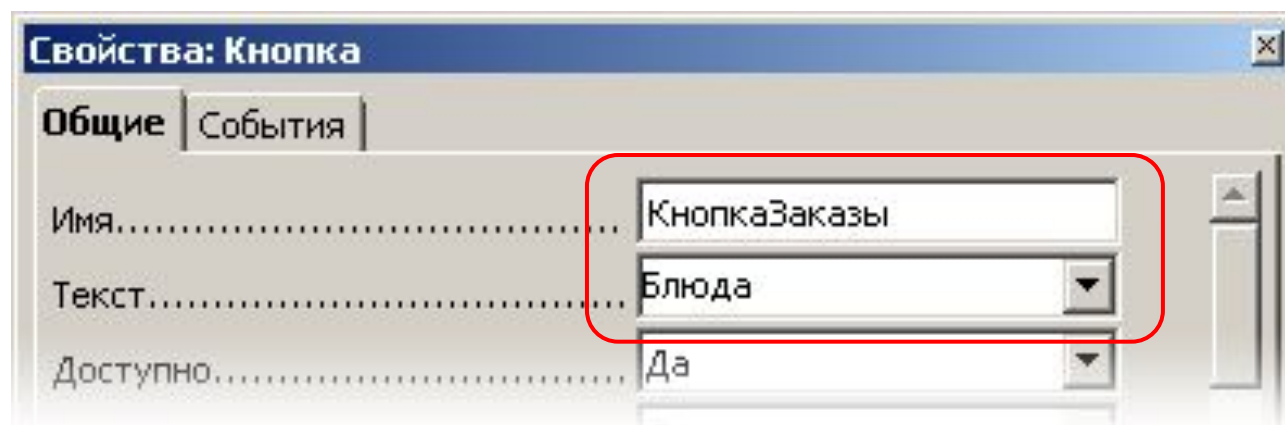 Свойства: Кнопка
Общие События
Имя..................................... КнопкаЗаказы
Текст................................... Блюда
Доступно.............................. Да